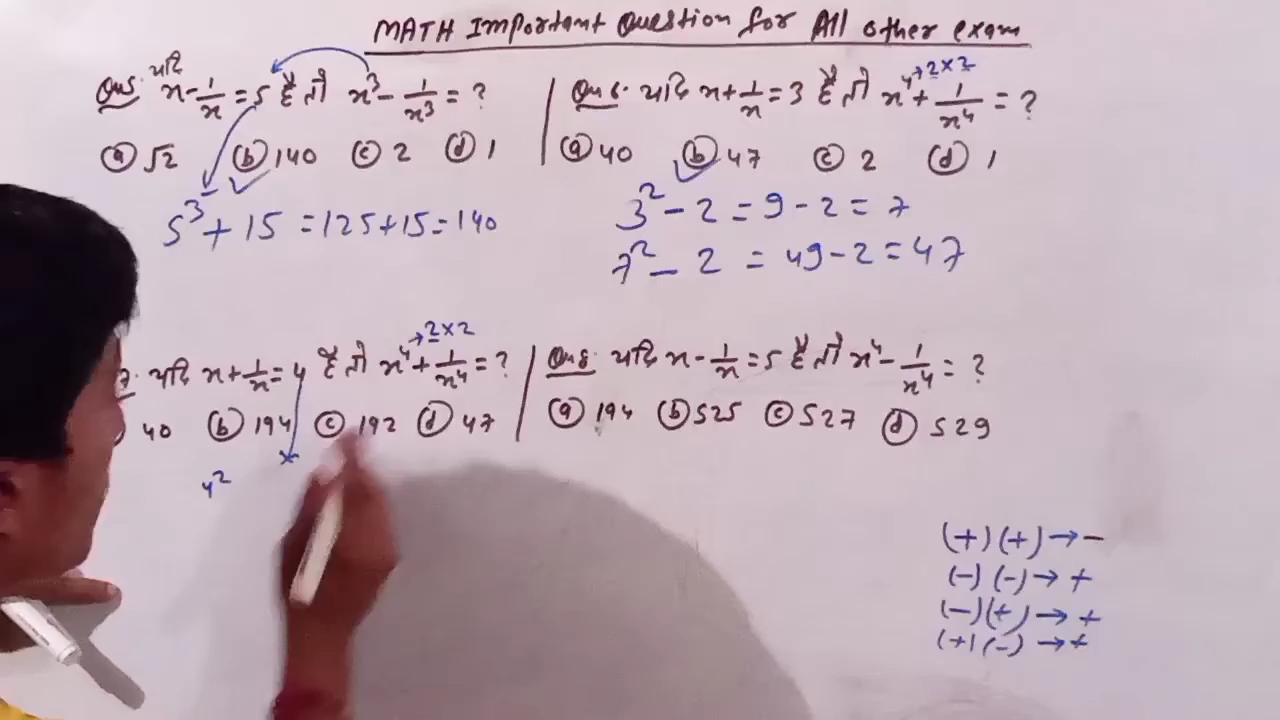 MATH Important Question for All other exam
Ques: यदि x-1/x=5 है तो x³-1/x³=?
ⓐ √2 ⓑ 140 ⓒ 2 ⓓ 1
5³+15=125+15=140
Ques: यदि x+1/x=3 है तो x⁴+1/x⁴=?
→2×2
ⓐ 40 ⓑ 47 ⓒ 2 ⓓ 1
3²-2=9-2=7
7²-2=49-2=47
यदि x+1/x=4 है तो x⁴+1/x⁴=?
→2×2
40 ⓑ 194 ⓒ 192 ⓓ 47
4²
Ques: यदि x-1/x=5 है तो x⁴-1/x⁴=?
ⓐ 194 ⓑ 525 ⓒ 527 ⓓ 529
(+)(+)→-
(-)(-)→+
(-)(+)→+
(+)(-)→+